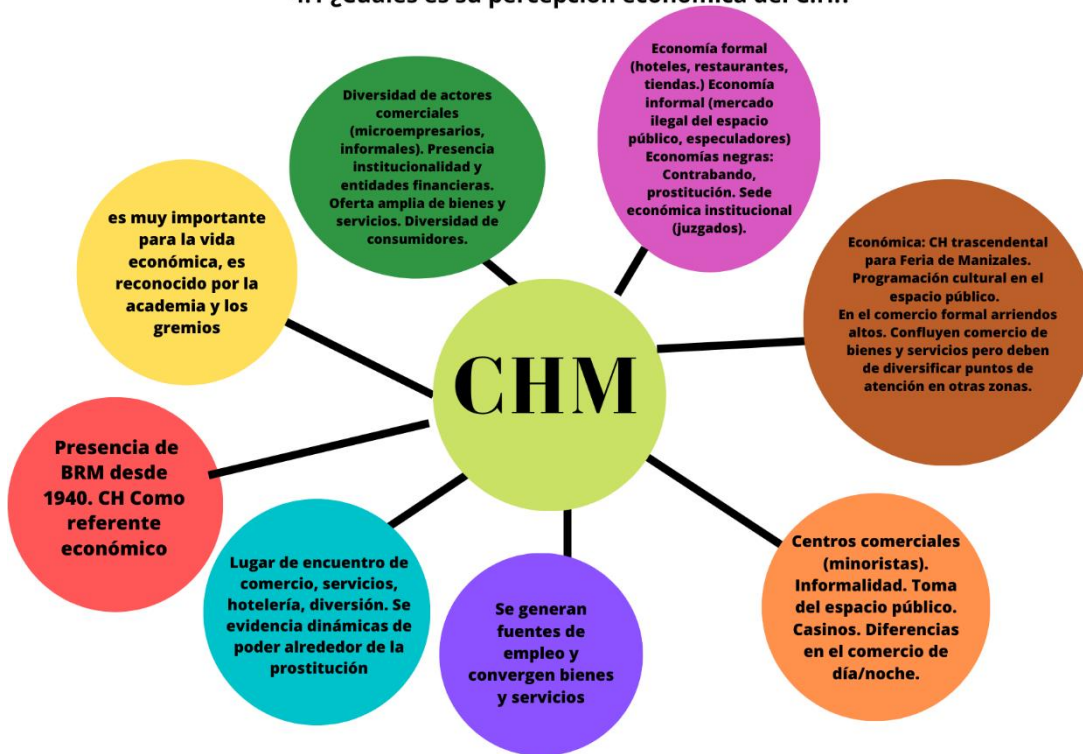 ¿Cuáles es su percepción económica del CHM
Economía formal
(hoteles, restaurantes,
tiendas.) Economía
informal (mercado
ilegal del espacio
público, especuladores)
Economías negras:
Contrabando,
prostitución. Sede
económica institucional
(juzgados).
Diversidad de actores
comerciales
(microempresarios,
informales). Presencia
institucionalidad y
entidades financieras.
Oferta amplia de bienes y
servicios. Diversidad de
consumidores.
es muy importante
para la vida
económica, es
reconocido por la
academia y los
gremios
Económica: CH trascendental
para Feria de Manizales.
Programación cultural en el
espacio público.
En el comercio formal arriendos
altos. Confluyen comercio de
bienes y servicios pero deben
de diversificar puntos de
atención en otras zonas.
CHM
Presencia de
BRM desde
1940. CH Como
referente
económico
Lugar de encuentro de
comercio, servicios,
hotelería, diversión. Se
evidencia dinámicas de
poder alrededor de la
prostitución
Se generan
fuentes de
empleo y
convergen bienes
y servicios
Centros comerciales
(minoristas).
Informalidad. Toma
del espacio público.
Casinos. Diferencias
en el comercio de
día/noche.